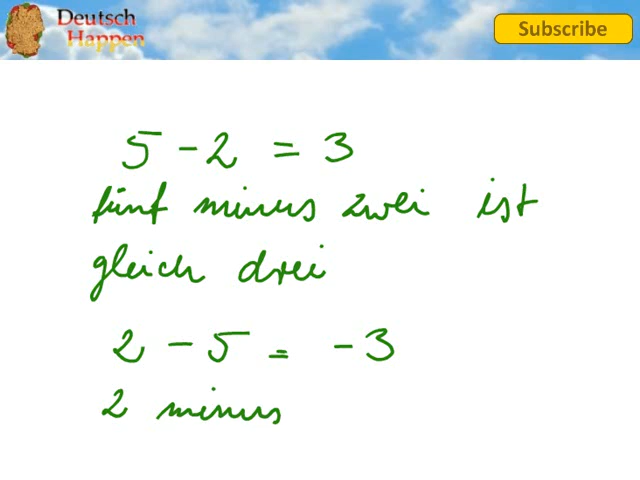 Deutsch
Happen
Subscribe
5 - 2 = 3
fünf minus zwei ist
gleich drei
2 - 5 = -3
2 minus